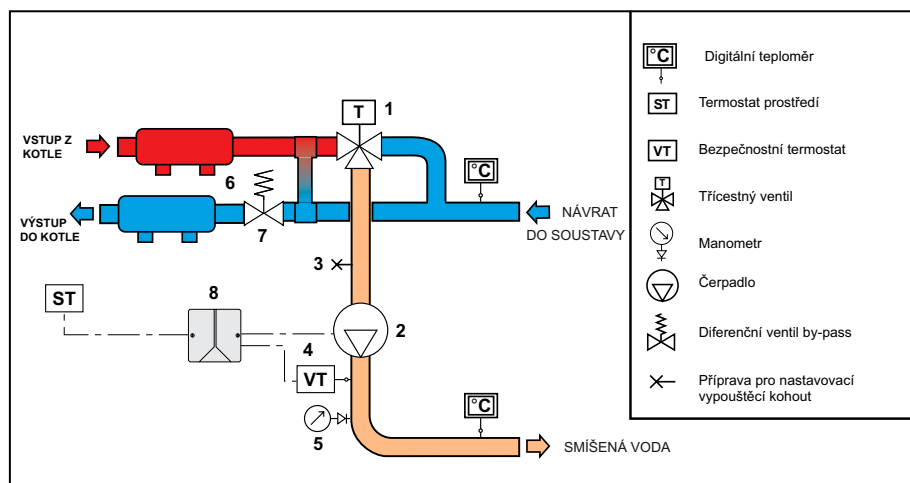 T
1
VSTUP Z
KOTLE
6
°C
VÝSTUP
DO KOTLE
7
NÁVRAT
DO SOUSTAVY
3
ST
8
2
4
VT
5
°C
SMÍŠENÁ VODA
°C
Digitální teploměr
ST
Termostat prostředí
VT
Bezpečnostní termostat
T
Třícestný ventil
Manometr
Čerpadlo
Diferenční ventil by-pass
Příprava pro nastavovací
vypouštěcí kohout